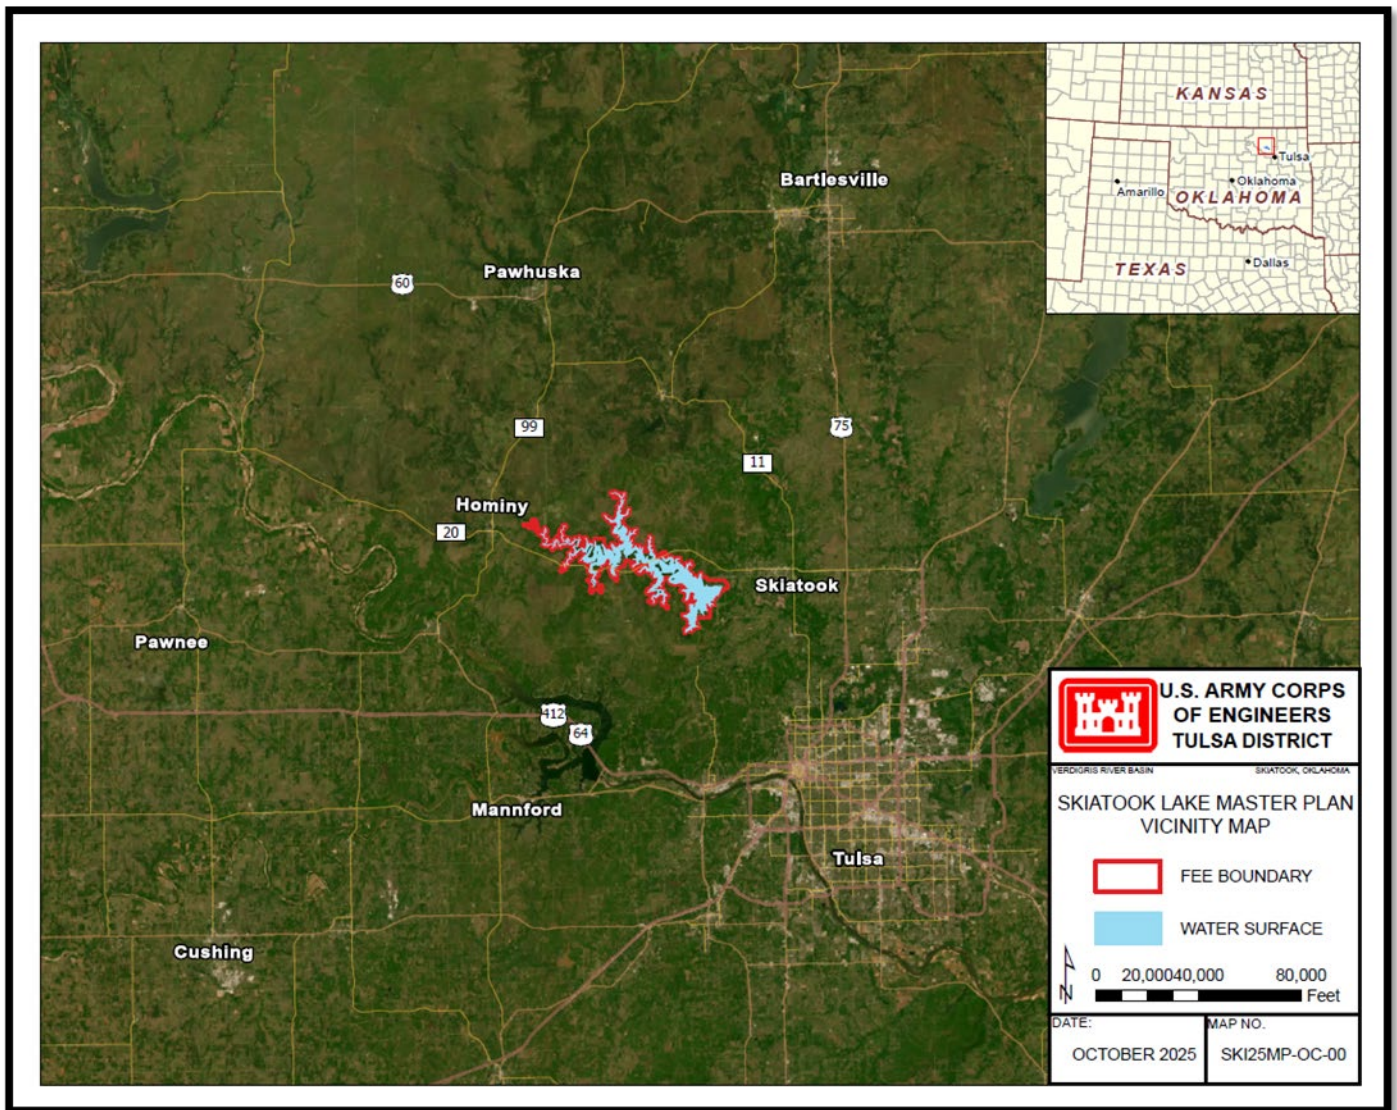 KANSAS
Tulsa
Oklahoma
Amarillo
OKLAHOMA
TEXAS
Dallas
Bartlesville
Pawhuska
60
99
75
11
Hominy
20
Skiatook
Pawnee
412
64
Mannford
Tulsa
Cushing
U.S. ARMY CORPS
OF ENGINEERS
TULSA DISTRICT
VERDIGRIS RIVER BASIN SKIATOOK, OKLAHOMA
SKIATOOK LAKE MASTER PLAN
VICINITY MAP
FEE BOUNDARY
WATER SURFACE
N
0 20,00040,000 80,000
Feet
DATE: MAP NO.
OCTOBER 2025 SKI25MP-OC-00